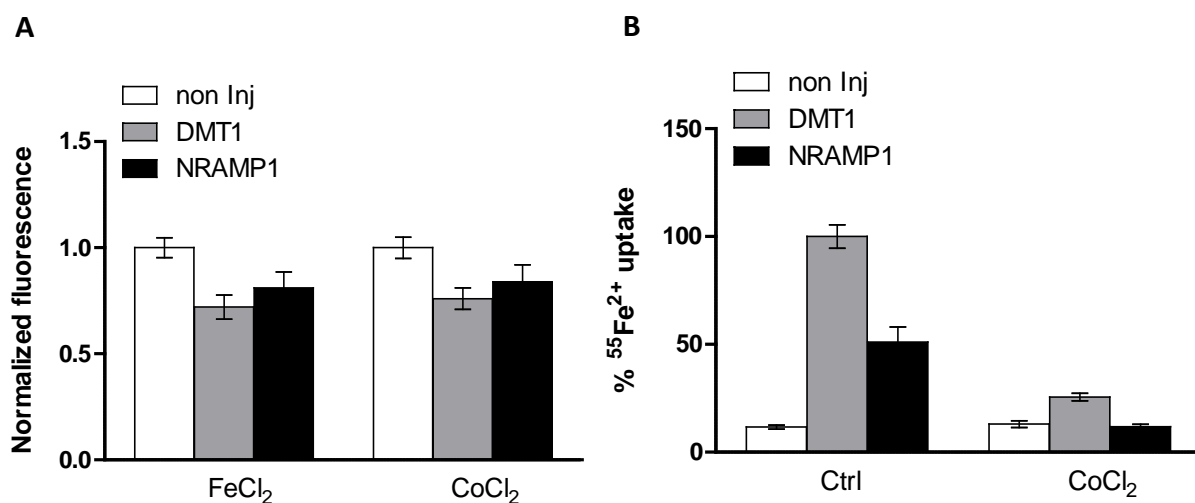 A
non Inj
DMT1
NRAMP1
Normalized fluorescence
1.5
1.0
0.5
0.0
FeCl₂
CoCl₂
B
non Inj
DMT1
NRAMP1
% ⁵⁵Fe²⁺ uptake
150
100
50
0
Ctrl
CoCl₂